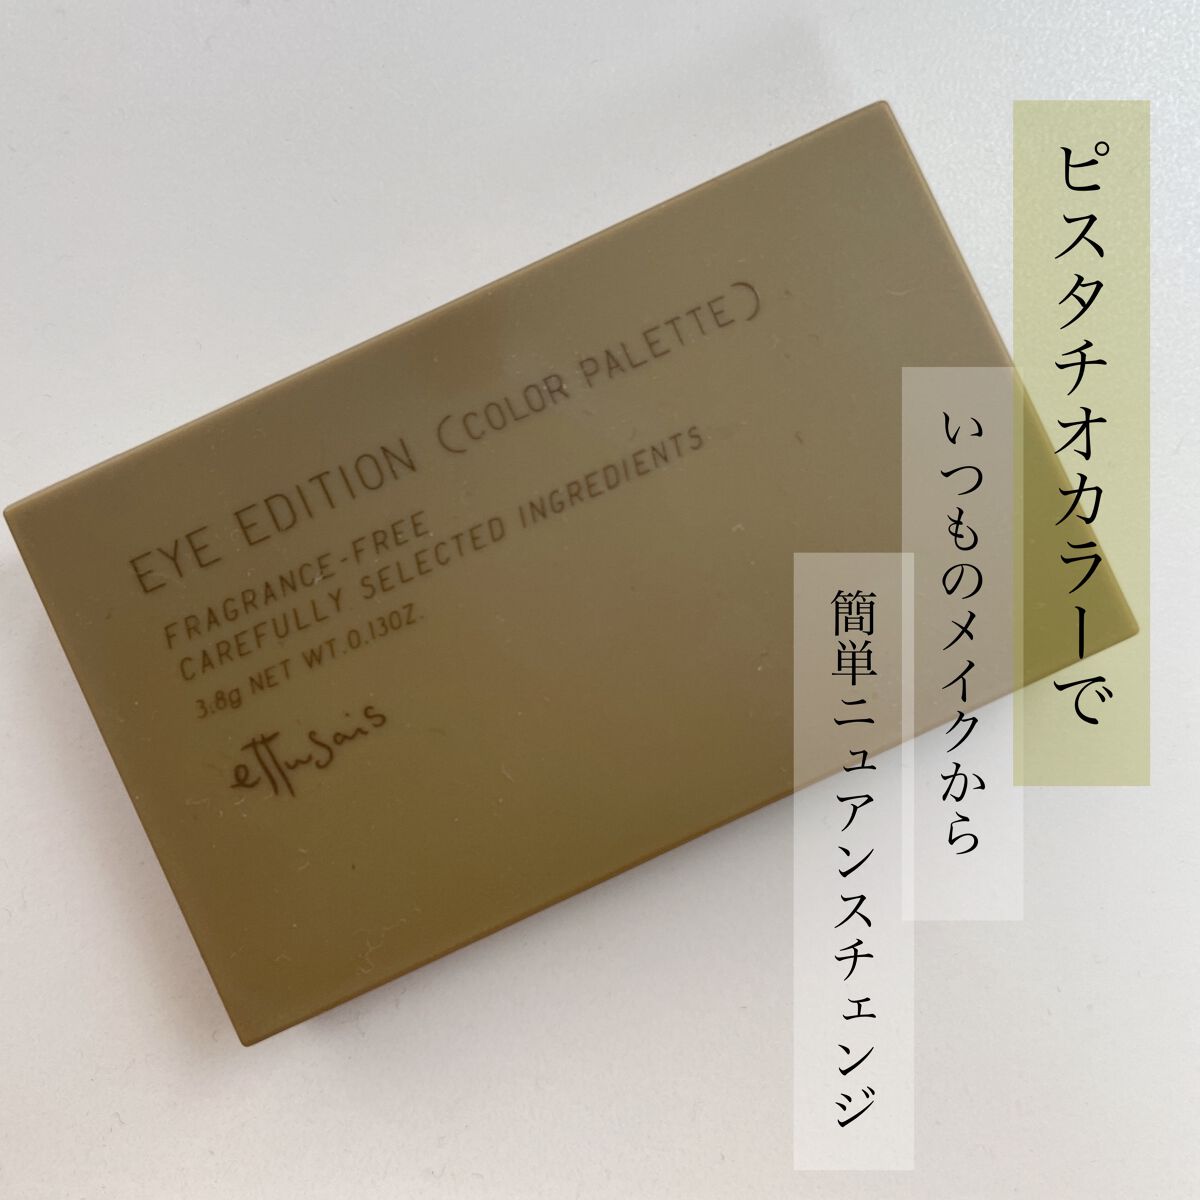 ピスタチオカラーで
いつものメイクから
簡単ニュアンスチェンジ
EYE EDITION (COLOR PALETTE)
FRAGRANCE-FREE
CAREFULLY SELECTED INGREDIENTS
3.8g NET WT.0.13OZ.
ettusais